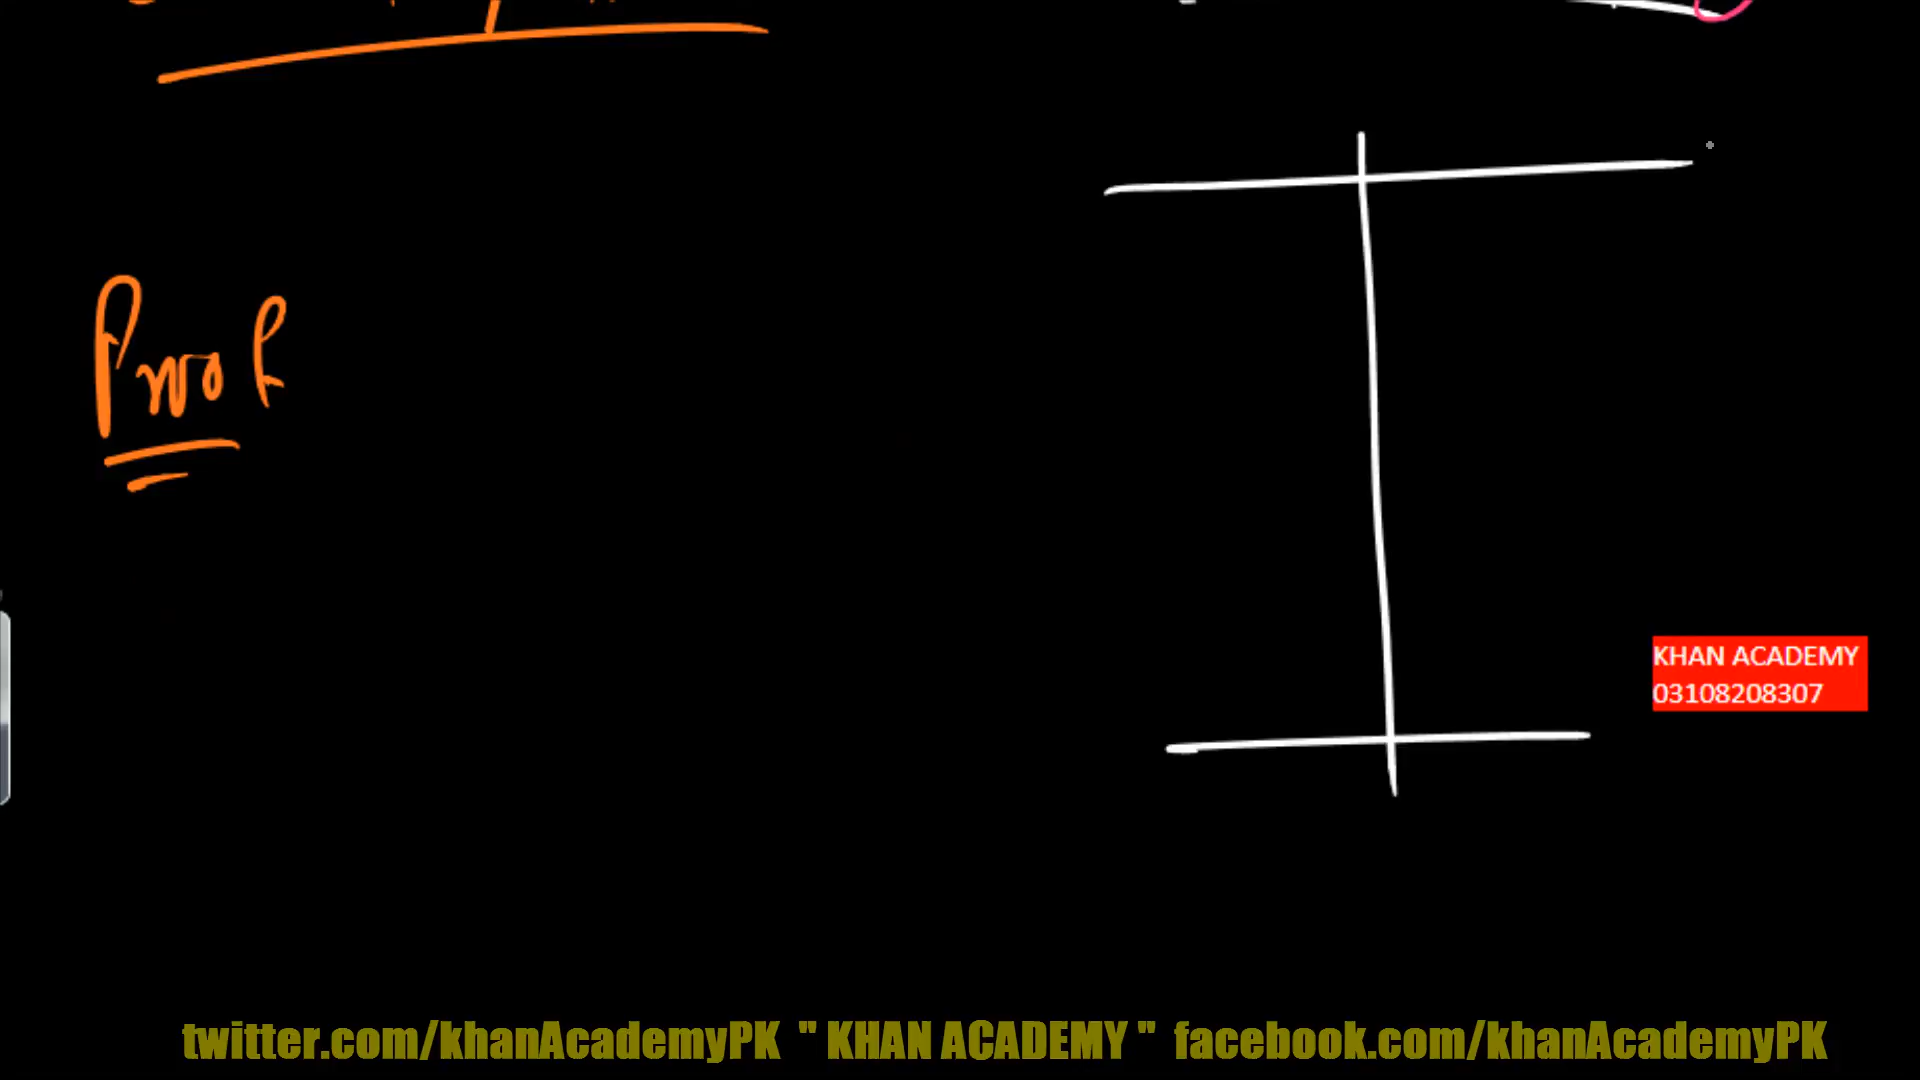 Proof
KHAN ACADEMY
03108208307
twitter.com/khanAcademyPK " KHAN ACADEMY " facebook.com/khanAcademyPK